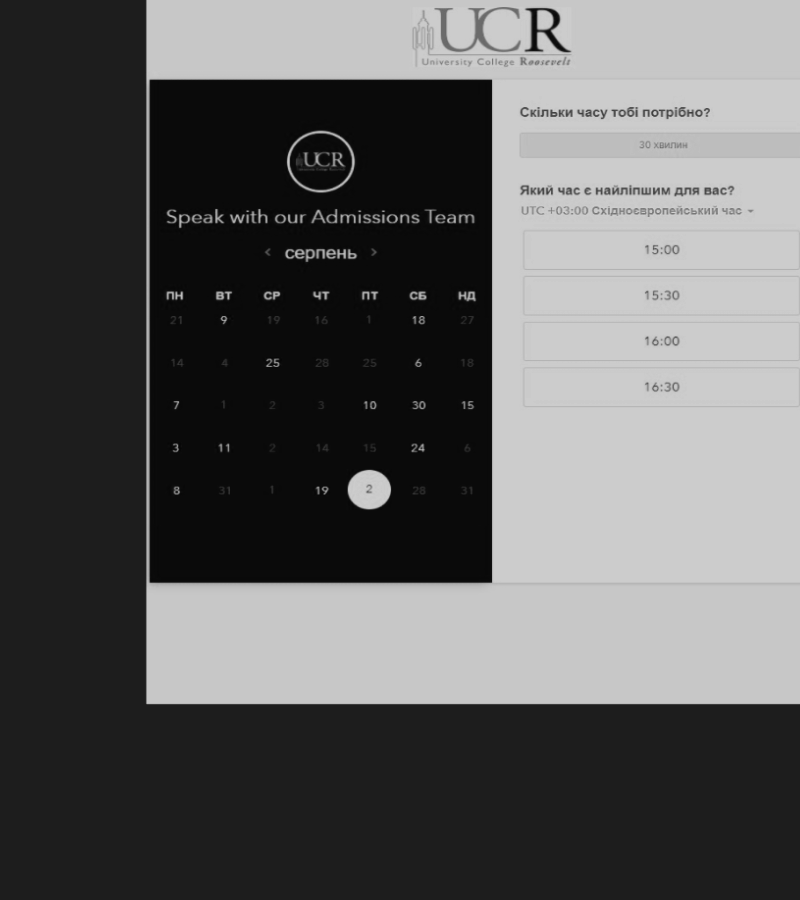 UCR
University College Roosevelt
UCR
Speak with our Admissions Team
< серпень >
ПН ВТ СР ЧТ ПТ СБ НД
21 9 19 16 1 18 27
14 4 25 28 25 6 18
7 1 2 3 10 30 15
3 11 2 14 15 24 6
8 31 1 19 2 28 31
Скільки часу тобі потрібно?
30 хвилин
Який час є найліпшим для вас?
UTC +03:00 Східноєвропейський час
15:00
15:30
16:00
16:30